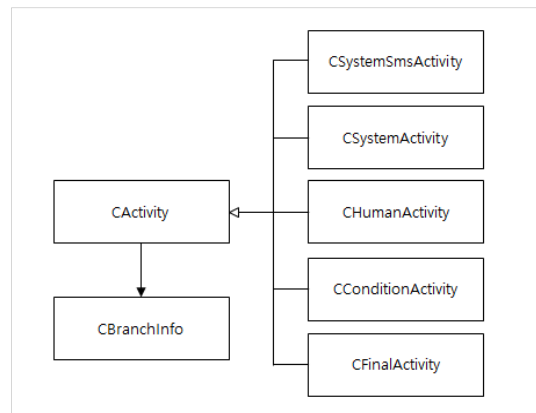 CSystemSmsActivity
CSystemActivity
CActivity
CHumanActivity
CConditionActivity
CBranchInfo
CFinalActivity